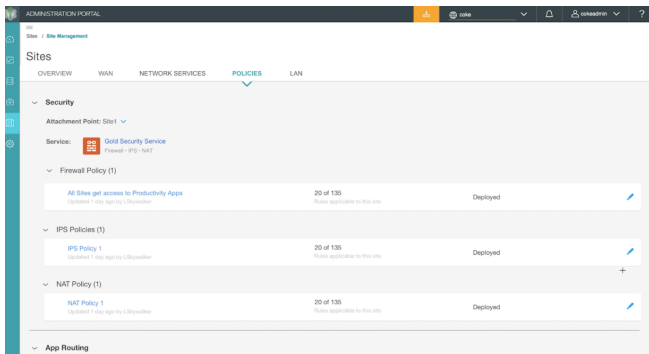 ADMINISTRATION PORTAL
coke
cokeadmin
?
Sites / Site Management
Sites
OVERVIEW WAN NETWORK SERVICES POLICIES LAN
Security
Attachment Point: Site1
Service: Gold Security Service
Firewall - IPS - NAT
Firewall Policy (1)
All Sites get access to Productivity Apps 20 of 135 Deployed
Updated 1 day ago by LSkywalker Rules applicable to this site
IPS Policies (1)
IPS Policy 1 20 of 135 Deployed
Updated 1 day ago by LSkywalker Rules applicable to this site
+
NAT Policy (1)
NAT Policy 1 20 of 135 Deployed
Updated 1 day ago by LSkywalker Rules applicable to this site
App Routing